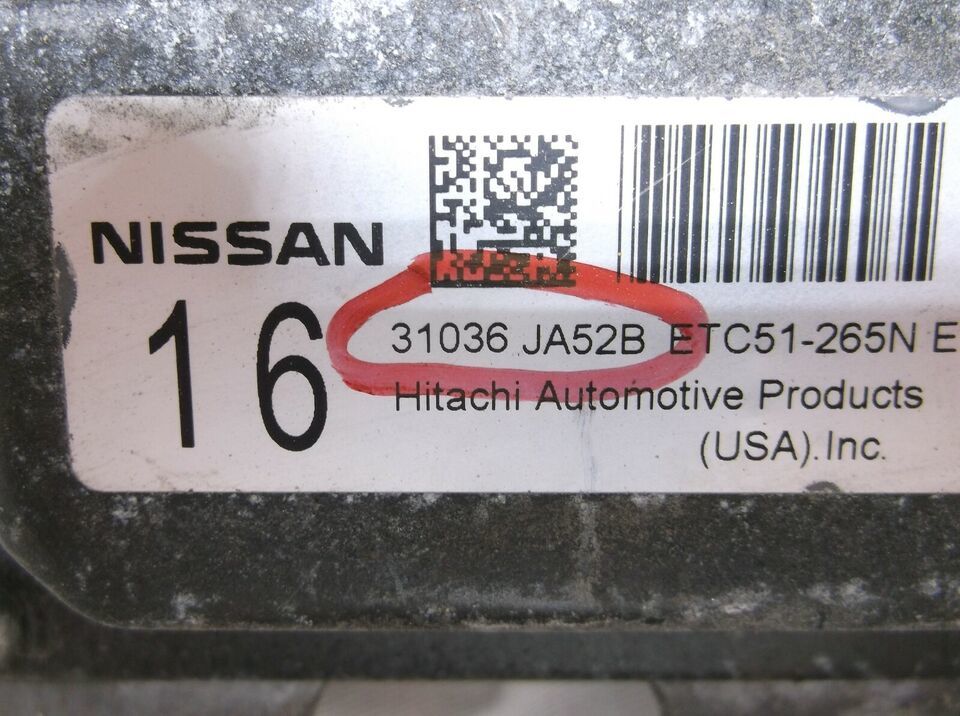 NISSAN
16
31036 JA52B ETC51-265N E
Hitachi Automotive Products
(USA).Inc.